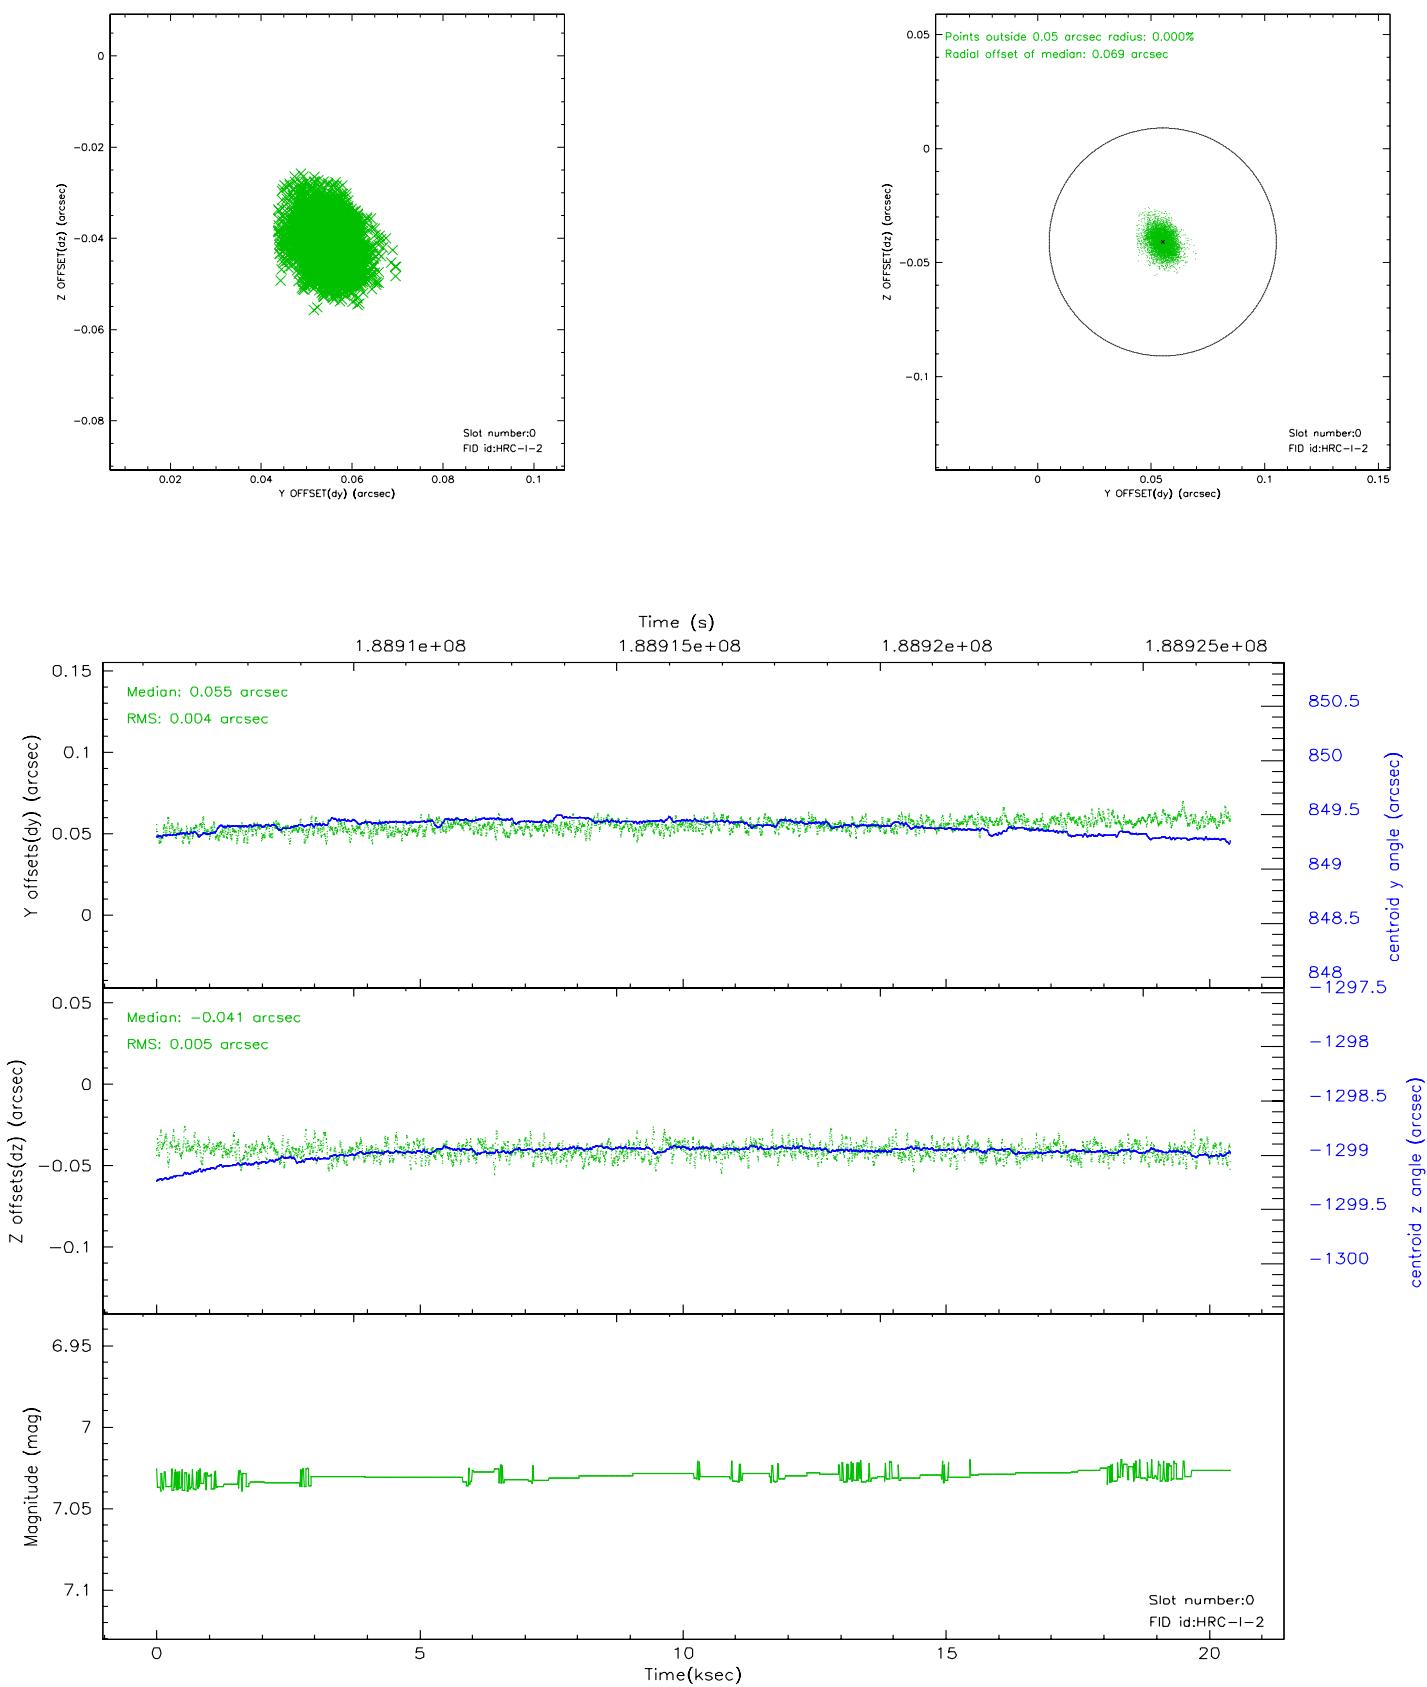 0
-0.02
-0.04
-0.06
-0.08
Z OFFSET(dz) (arcsec)
Slot number:0
FID id:HRC-I-2
0.02 0.04 0.06 0.08 0.1
Y OFFSET(dy) (arcsec)
Points outside 0.05 arcsec radius: 0.000%
Radial offset of median: 0.069 arcsec
0.05
0
-0.05
-0.1
Z OFFSET(dz) (arcsec)
Slot number:0
FID id:HRC-I-2
0 0.05 0.1 0.15
Y OFFSET(dy) (arcsec)
Time (s)
1.8891e+08 1.88915e+08 1.8892e+08 1.88925e+08
Median: 0.055 arcsec
RMS: 0.004 arcsec
0.15
0.1
0.05
0
Y offsets(dy) (arcsec)
850.5
850
849.5
849
848.5
848
centroid y angle (arcsec)
Median: -0.041 arcsec
RMS: 0.005 arcsec
0.05
0
-0.05
-0.1
Z offsets(dz) (arcsec)
-1297.5
-1298
-1298.5
-1299
-1299.5
-1300
centroid z angle (arcsec)
6.95
7
7.05
7.1
Magnitude (mag)
Slot number:0
FID id:HRC-I-2
0 5 10 15 20
Time(ksec)